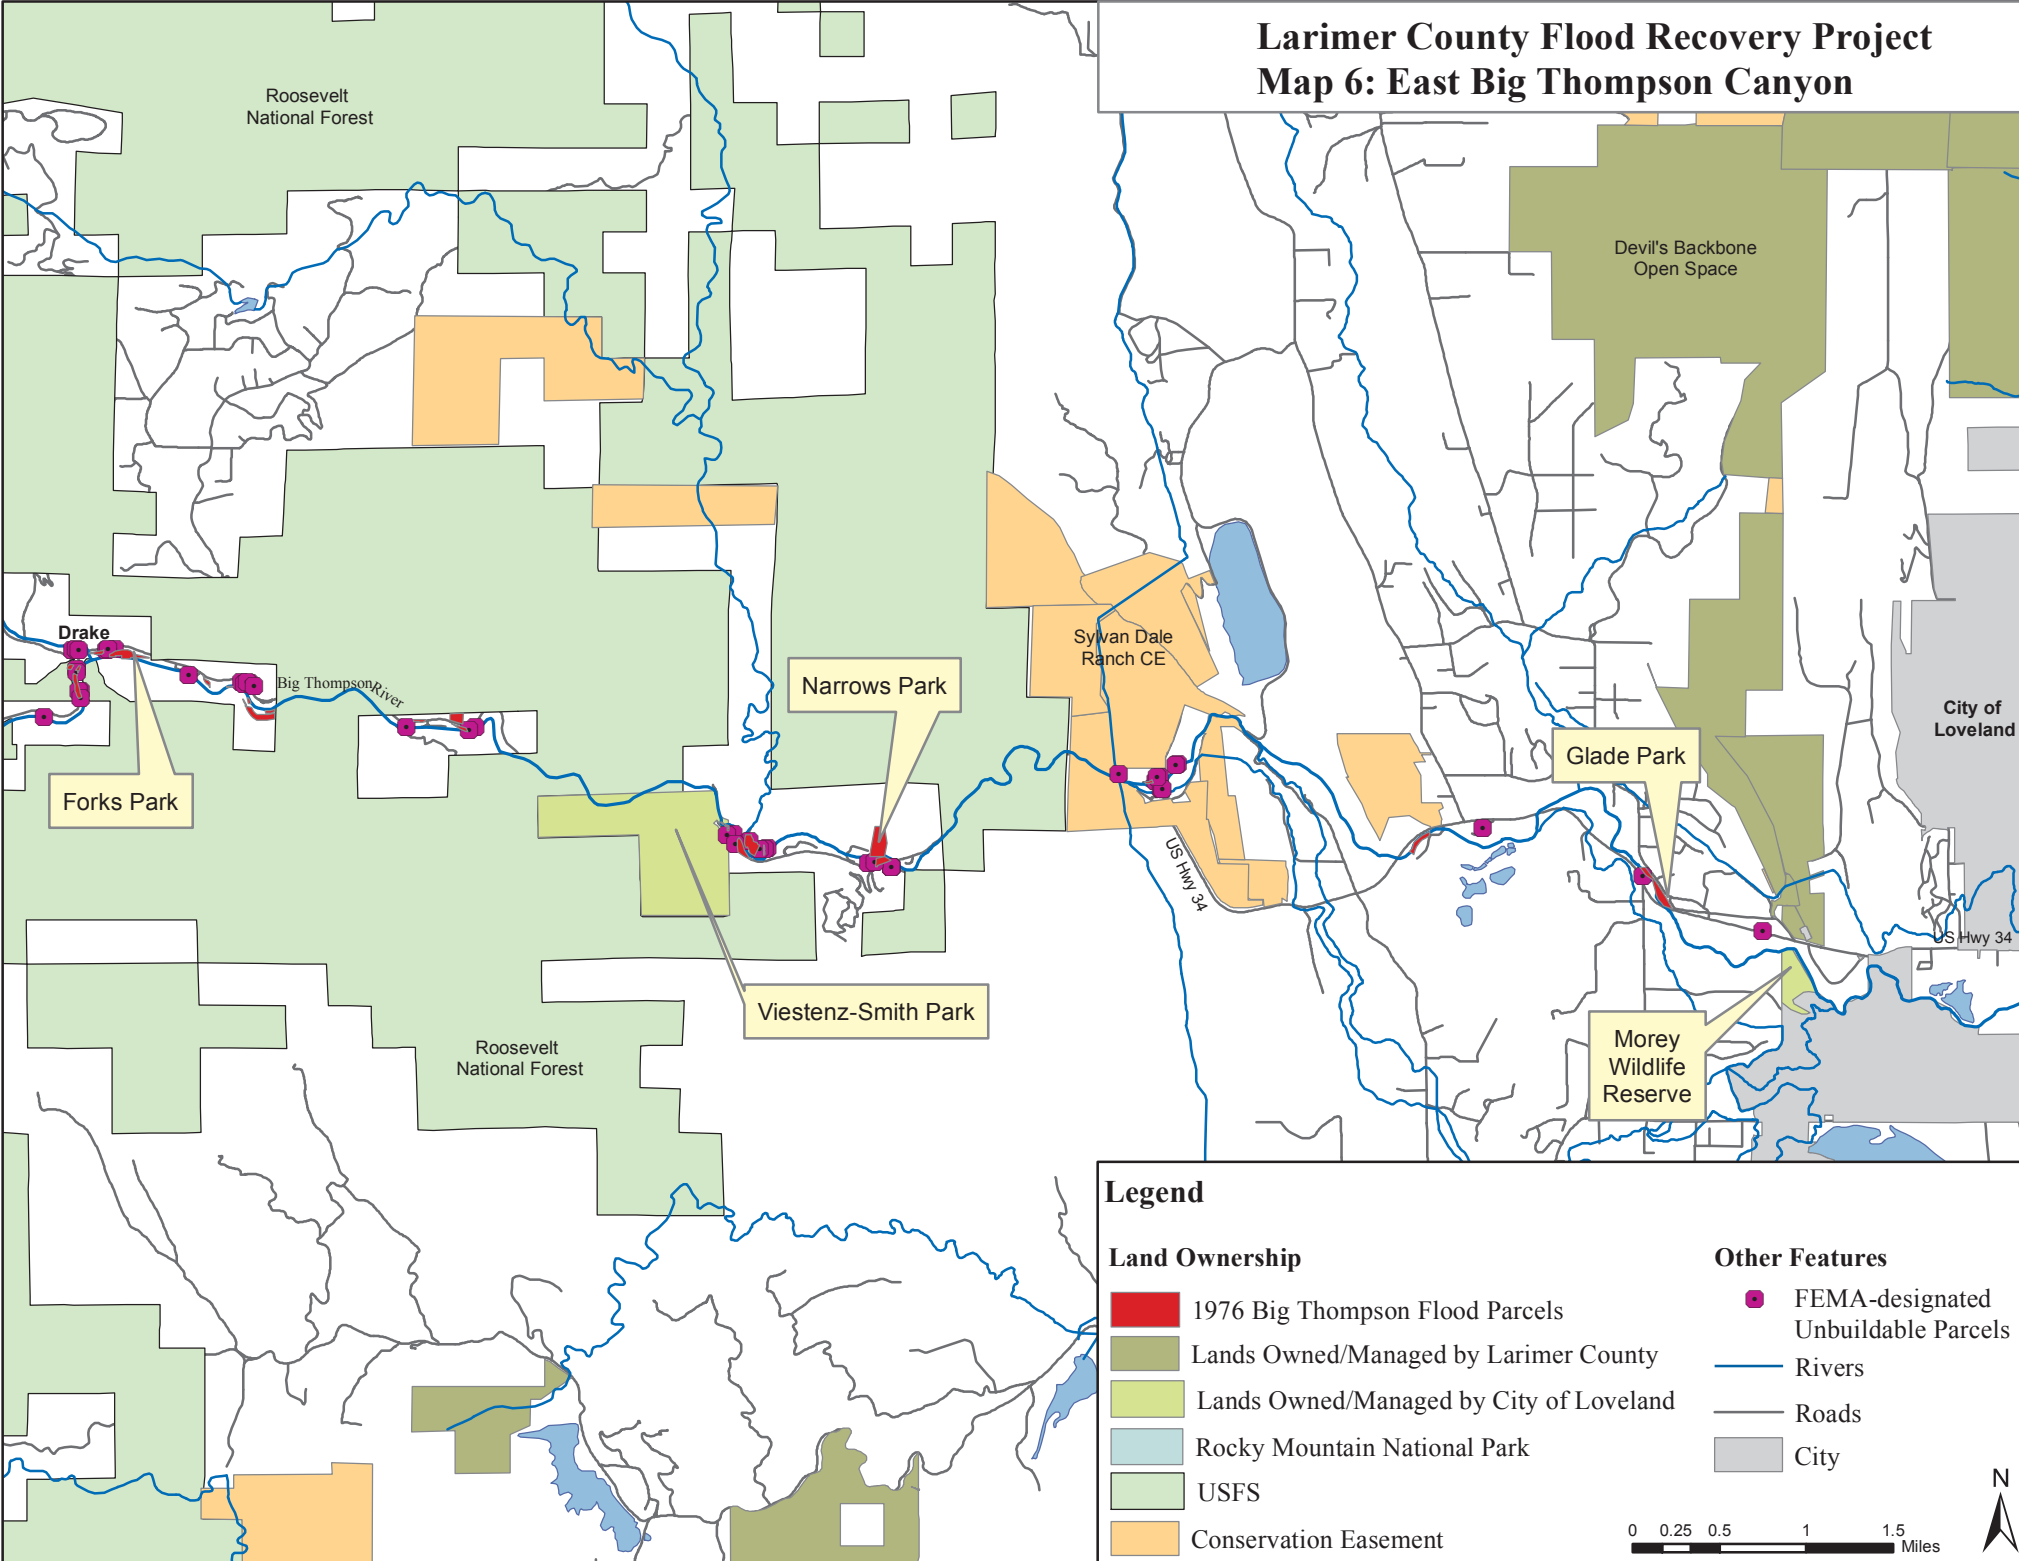 Larimer County Flood Recovery Project
Map 6: East Big Thompson Canyon
Roosevelt
National Forest
Devil's Backbone
Open Space
Drake
Sylvan Dale
Ranch CE
Big Thompson River
Narrows Park
City of
Loveland
Glade Park
Forks Park
US Hwy 34
US Hwy 34
Viestenz-Smith Park
Roosevelt
National Forest
Morey
Wildlife
Reserve
Legend
Land Ownership
1976 Big Thompson Flood Parcels
Lands Owned/Managed by Larimer County
Lands Owned/Managed by City of Loveland
Rocky Mountain National Park
USFS
Conservation Easement
Other Features
FEMA-designated
Unbuildable Parcels
Rivers
Roads
City
N
0 0.25 0.5 1 1.5
Miles